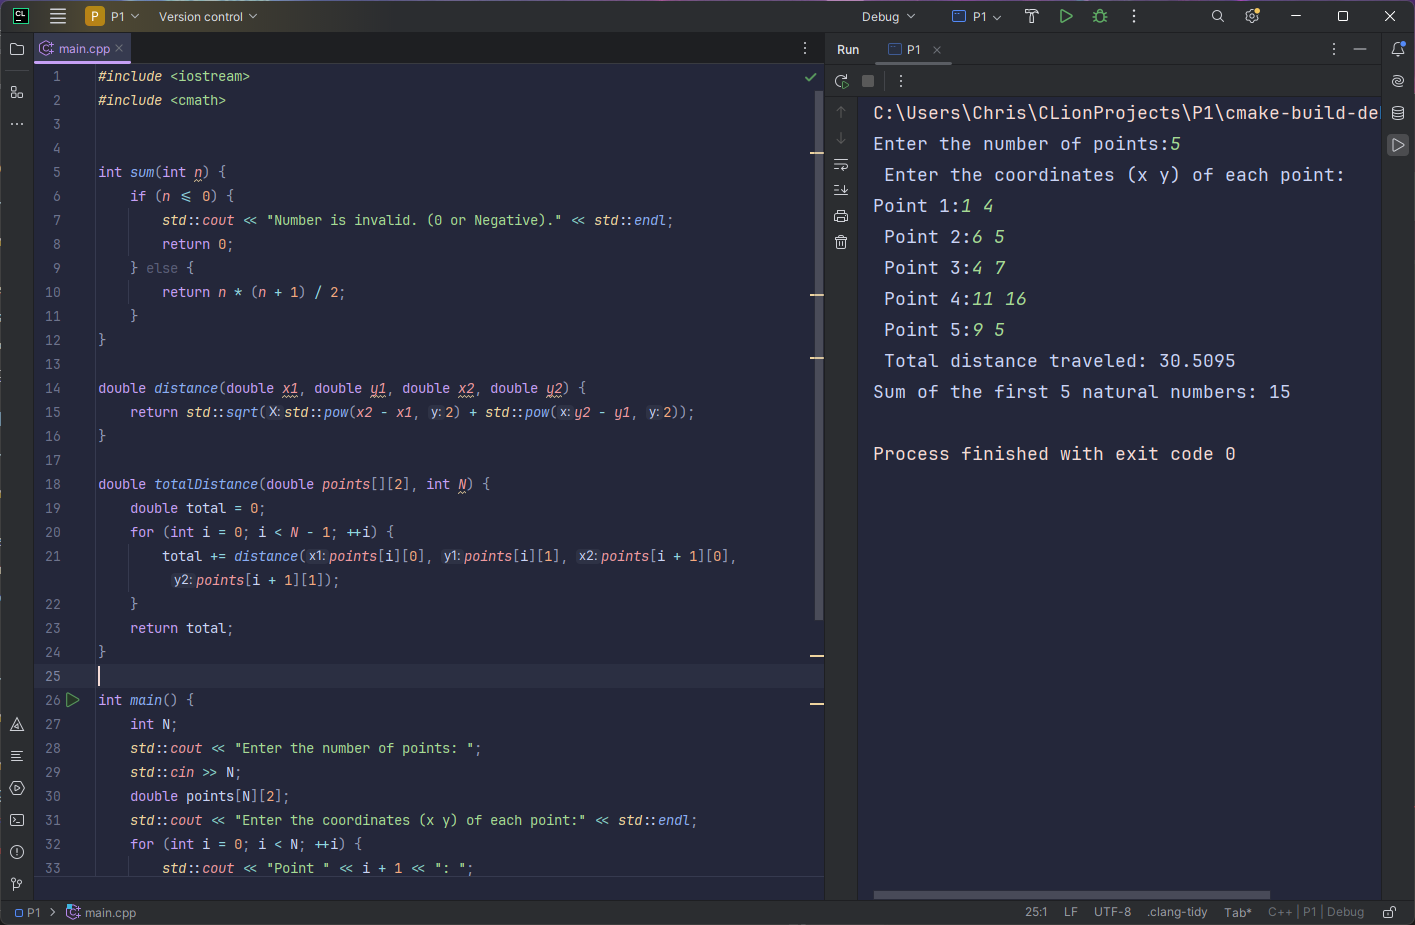 CL
P P1 Version control Debug P1
main.cpp
1 #include <iostream>
2 #include <cmath>
3
4
5 int sum(int n) {
6 if (n <= 0) {
7 std::cout << "Number is invalid. (0 or Negative)." << std::endl;
8 return 0;
9 } else {
10 return n * (n + 1) / 2;
11 }
12 }
13
14 double distance(double x1, double y1, double x2, double y2) {
15 return std::sqrt(X: std::pow(x2 - x1, y: 2) + std::pow(x: y2 - y1, y: 2));
16 }
17
18 double totalDistance(double points[][2], int N) {
19 double total = 0;
20 for (int i = 0; i < N - 1; ++i) {
21 total += distance(x1: points[i][0], y1: points[i][1], x2: points[i + 1][0],
y2: points[i + 1][1]);
22 }
23 return total;
24 }
25
26 int main() {
27 int N;
28 std::cout << "Enter the number of points: ";
29 std::cin >> N;
30 double points[N][2];
31 std::cout << "Enter the coordinates (x y) of each point:" << std::endl;
32 for (int i = 0; i < N; ++i) {
33 std::cout << "Point " << i + 1 << ": ";
Run P1
C:\Users\Chris\CLionProjects\P1\cmake-build-de
Enter the number of points:5
Enter the coordinates (x y) of each point:
Point 1:1 4
Point 2:6 5
Point 3:4 7
Point 4:11 16
Point 5:9 5
Total distance traveled: 30.5095
Sum of the first 5 natural numbers: 15
Process finished with exit code 0
P1 > main.cpp 25:1 LF UTF-8 .clang-tidy Tab* C++ | P1 | Debug